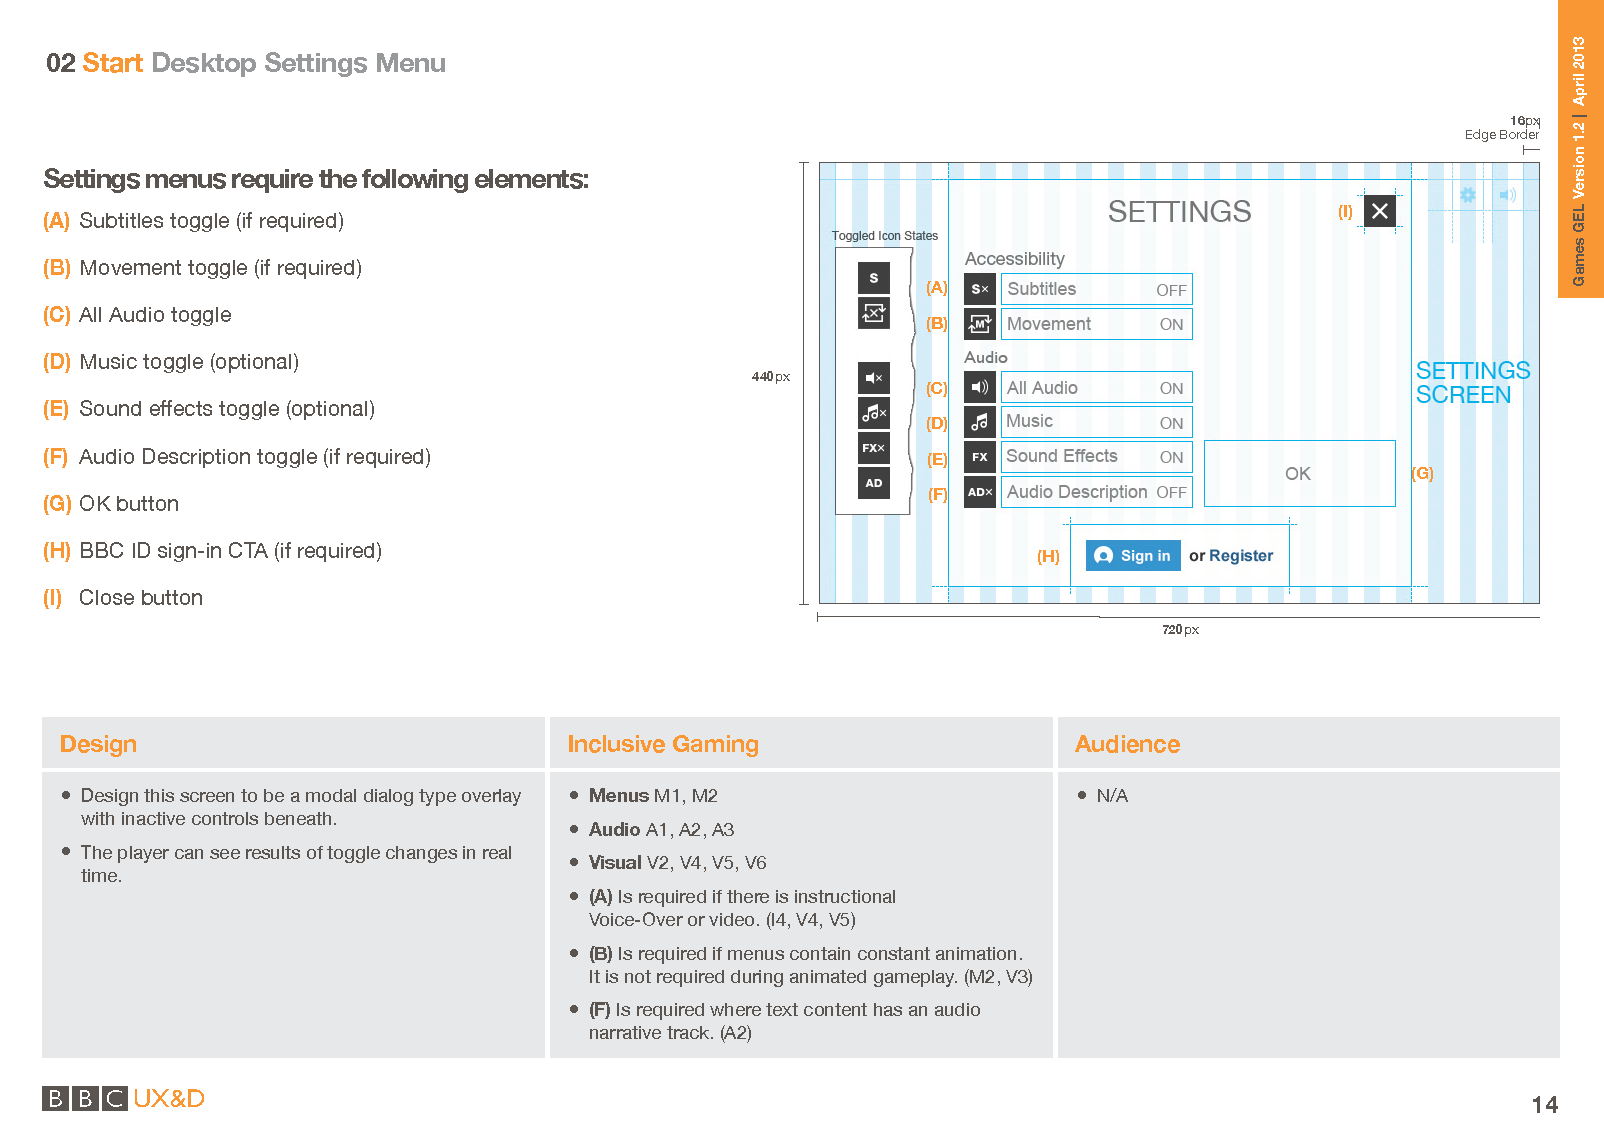 02 Start Desktop Settings Menu
Games GEL Version 1.2 | April 2013
Settings menus require the following elements:
(A) Subtitles toggle (if required)
(B) Movement toggle (if required)
(C) All Audio toggle
(D) Music toggle (optional)
(E) Sound effects toggle (optional)
(F) Audio Description toggle (if required)
(G) OK button
(H) BBC ID sign-in CTA (if required)
(I) Close button
16px
Edge Border
440px
720px
SETTINGS
(I)
Toggled Icon States
S
FX×
AD
Accessibility
(A) S× Subtitles OFF
(B) M Movement ON
Audio
(C) All Audio ON
(D) Music ON
(E) FX Sound Effects ON
(F) AD× Audio Description OFF
OK (G)
(H) Sign in or Register
SETTINGS
SCREEN
Design
• Design this screen to be a modal dialog type overlay
with inactive controls beneath.
• The player can see results of toggle changes in real
time.
Inclusive Gaming
• Menus M1, M2
• Audio A1, A2, A3
• Visual V2, V4, V5, V6
• (A) Is required if there is instructional
Voice-Over or video. (I4, V4, V5)
• (B) Is required if menus contain constant animation.
It is not required during animated gameplay. (M2, V3)
• (F) Is required where text content has an audio
narrative track. (A2)
Audience
• N/A
BBC UX&D
14